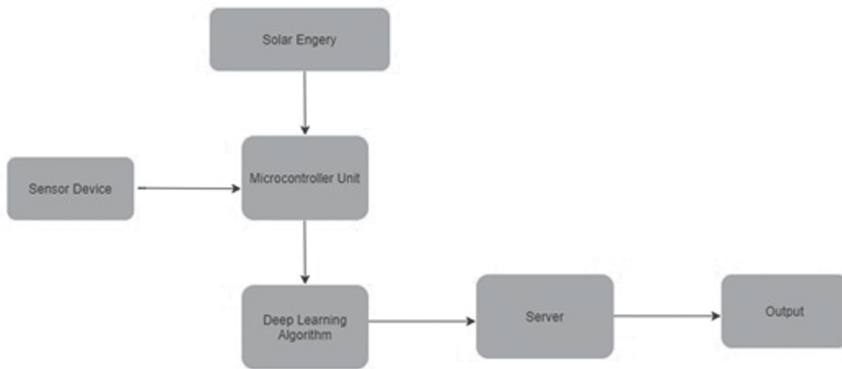 Solar Engery
Microcontroller Unit
Sensor Device
Deep Learning
Algorithm
Server
Output